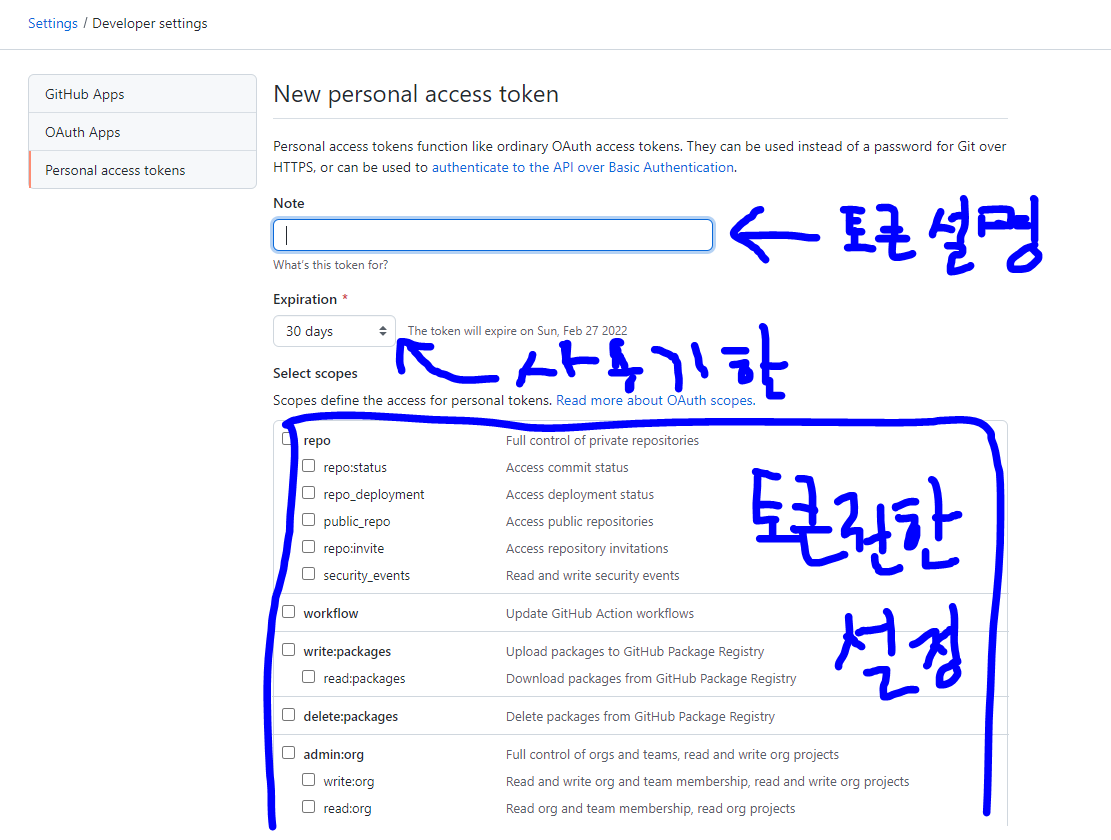 Settings / Developer settings
GitHub Apps
OAuth Apps
Personal access tokens
New personal access token
Personal access tokens function like ordinary OAuth access tokens. They can be used instead of a password for Git over
HTTPS, or can be used to authenticate to the API over Basic Authentication.
Note
토큰 설명
What's this token for?
Expiration *
30 days The token will expire on Sun, Feb 27 2022
사용기한
Select scopes
Scopes define the access for personal tokens. Read more about OAuth scopes.
repo Full control of private repositories
repo:status Access commit status
repo_deployment Access deployment status
public_repo Access public repositories
repo:invite Access repository invitations
security_events Read and write security events
토큰 권한
설정
workflow Update GitHub Action workflows
write:packages Upload packages to GitHub Package Registry
read:packages Download packages from GitHub Package Registry
delete:packages Delete packages from GitHub Package Registry
admin:org Full control of orgs and teams, read and write org projects
write:org Read and write org and team membership, read and write org projects
read:org Read org and team membership, read org projects